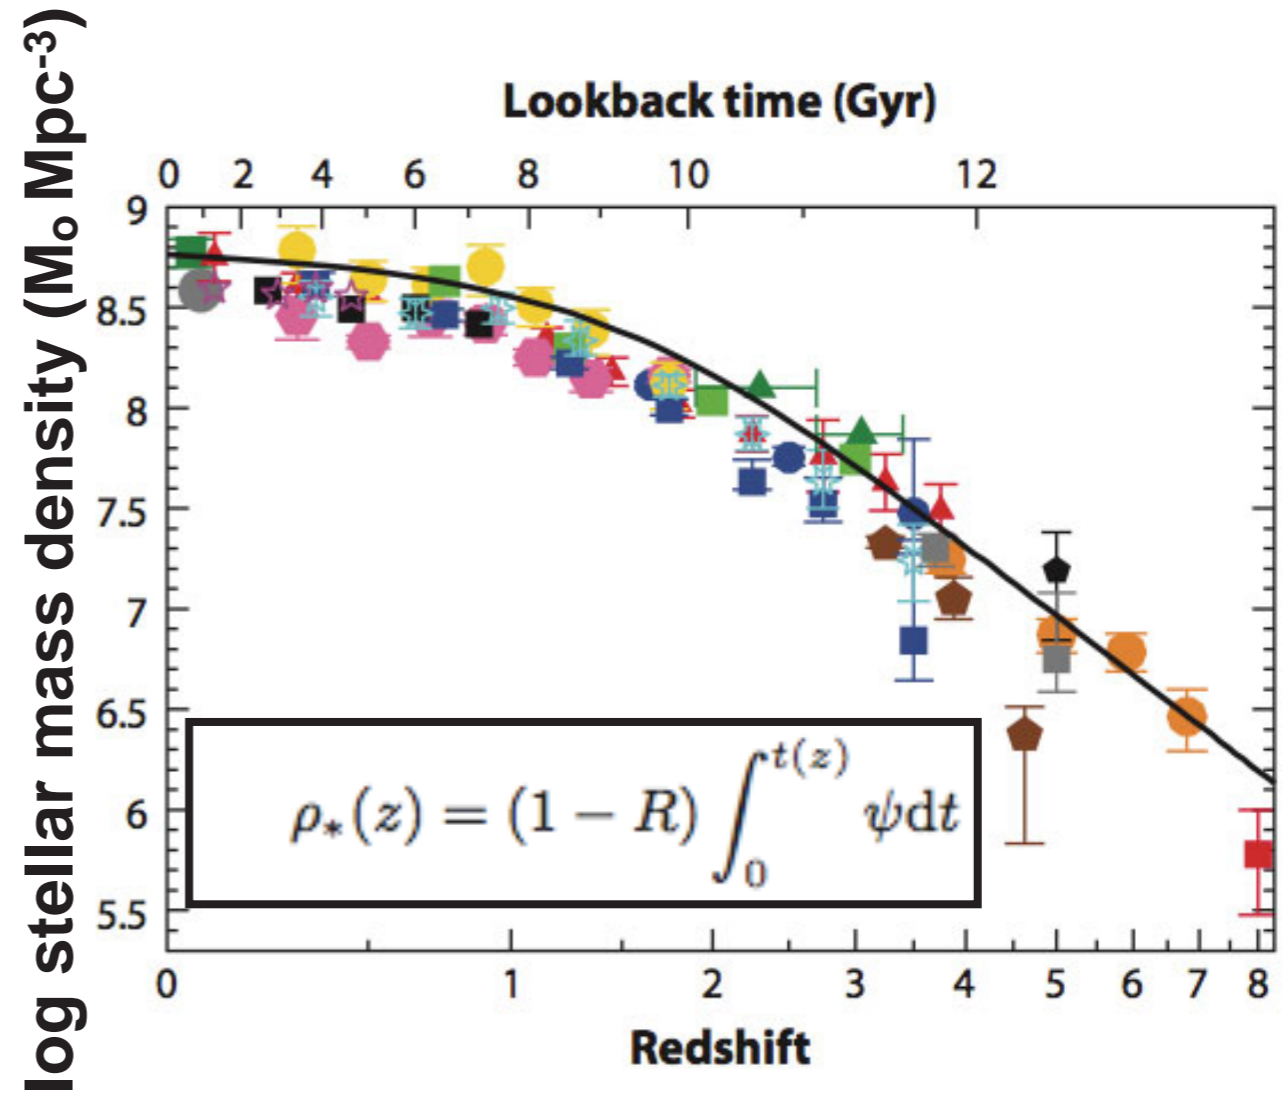 log stellar mass density (Mₒ Mpc⁻³)
Lookback time (Gyr)
0 2 4 6 8 10 12
9
8.5
8
7.5
7
6.5
6
5.5
ρ*(z) = (1 − R) ∫₀^t(z) ψdt
0 1 2 3 4 5 6 7 8
Redshift